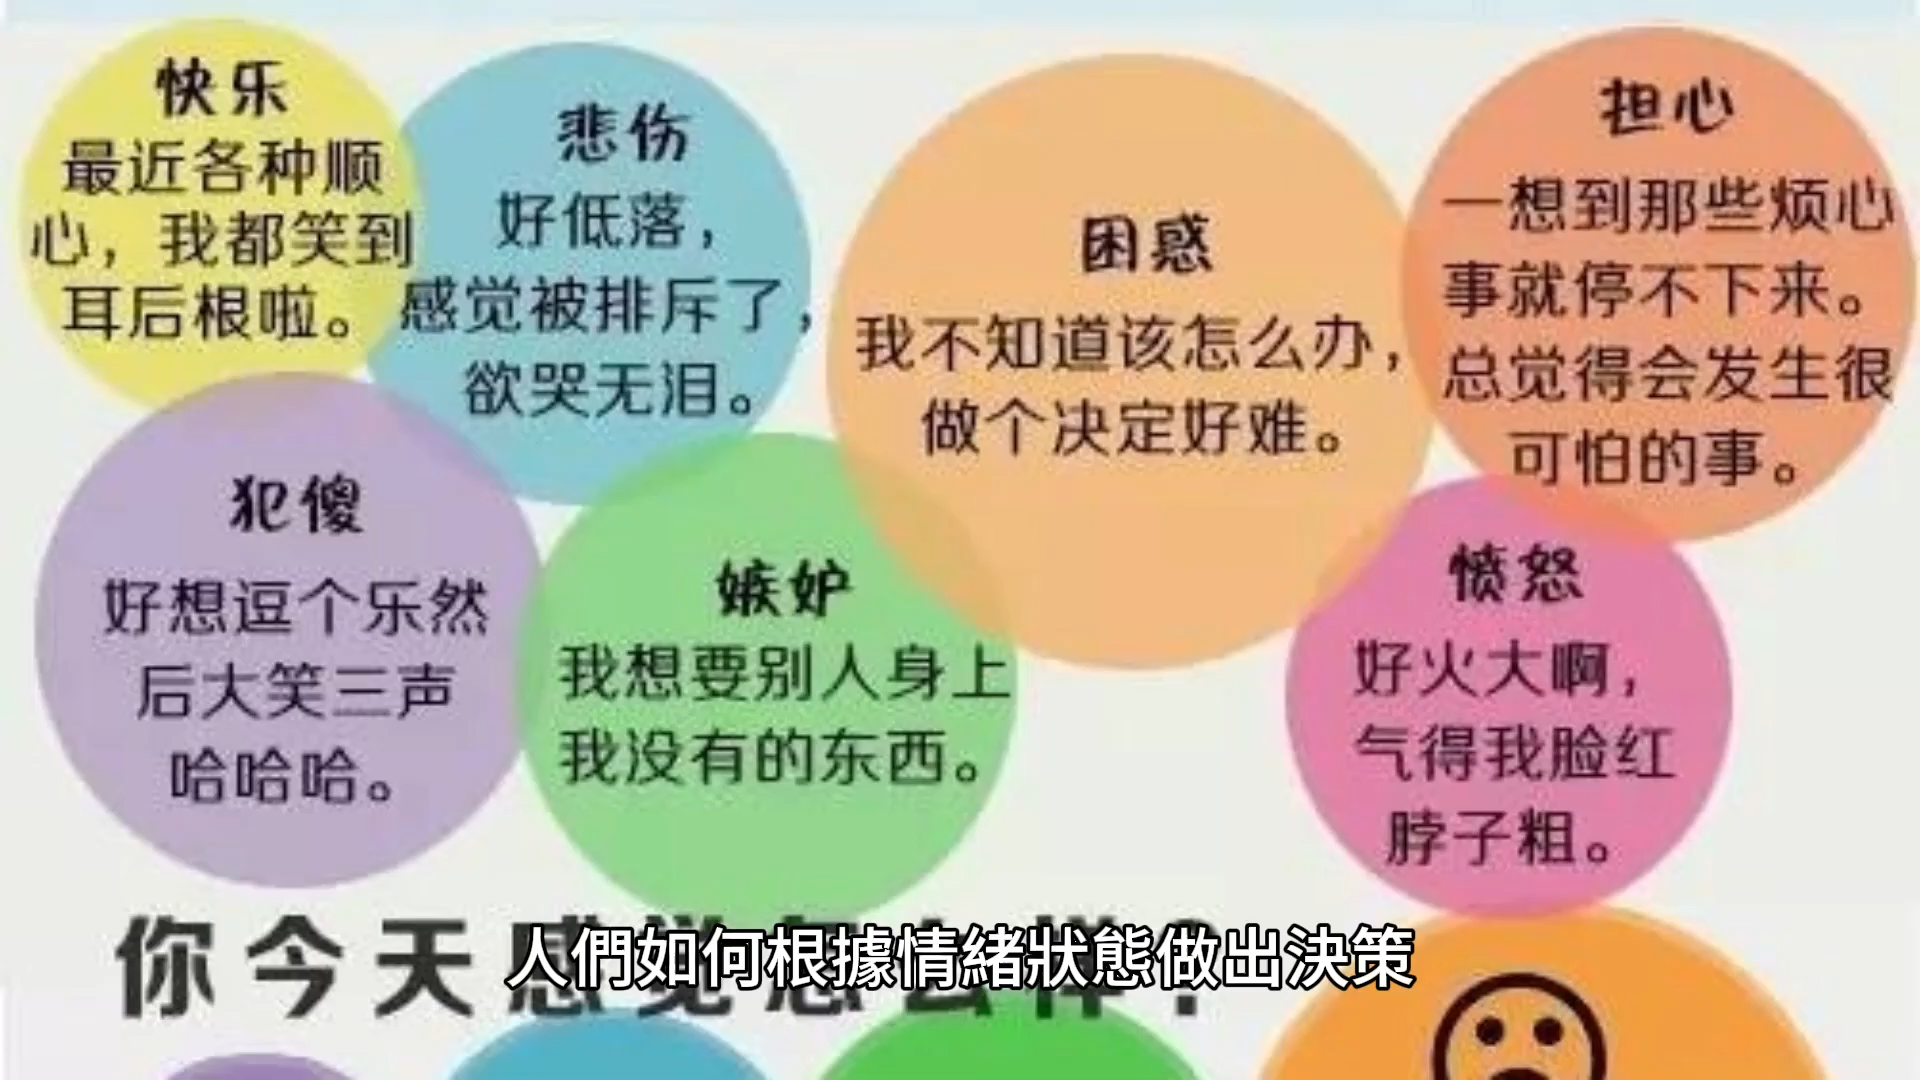 快乐
最近各种顺
心，我都笑到
耳后根啦。
悲伤
好低落，
感觉被排斥了，
欲哭无泪。
困惑
我不知道该怎么办，
做个决定好难。
担心
一想到那些烦心
事就停不下来。
总觉得会发生很
可怕的事。
犯傻
好想逗个乐然
后大笑三声
哈哈哈。
嫉妒
我想要别人身上
我没有的东西。
愤怒
好火大啊，
气得我脸红
脖子粗。
你今天感觉怎么样？
人們如何根據情緒狀態做出決策